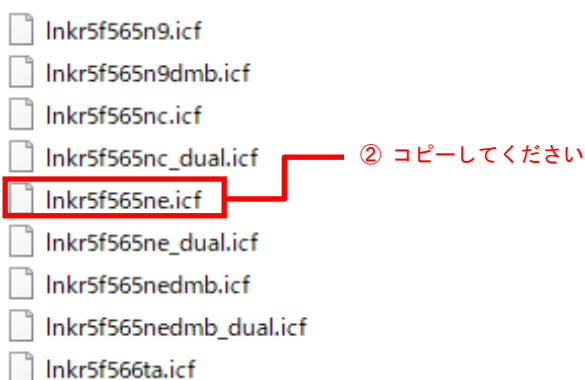 lnkr5f565n9.icf
lnkr5f565n9dmb.icf
lnkr5f565nc.icf
lnkr5f565nc_dual.icf
② コピーしてください
lnkr5f565ne.icf
lnkr5f565ne_dual.icf
lnkr5f565nedmb.icf
lnkr5f565nedmb_dual.icf
lnkr5f566ta.icf